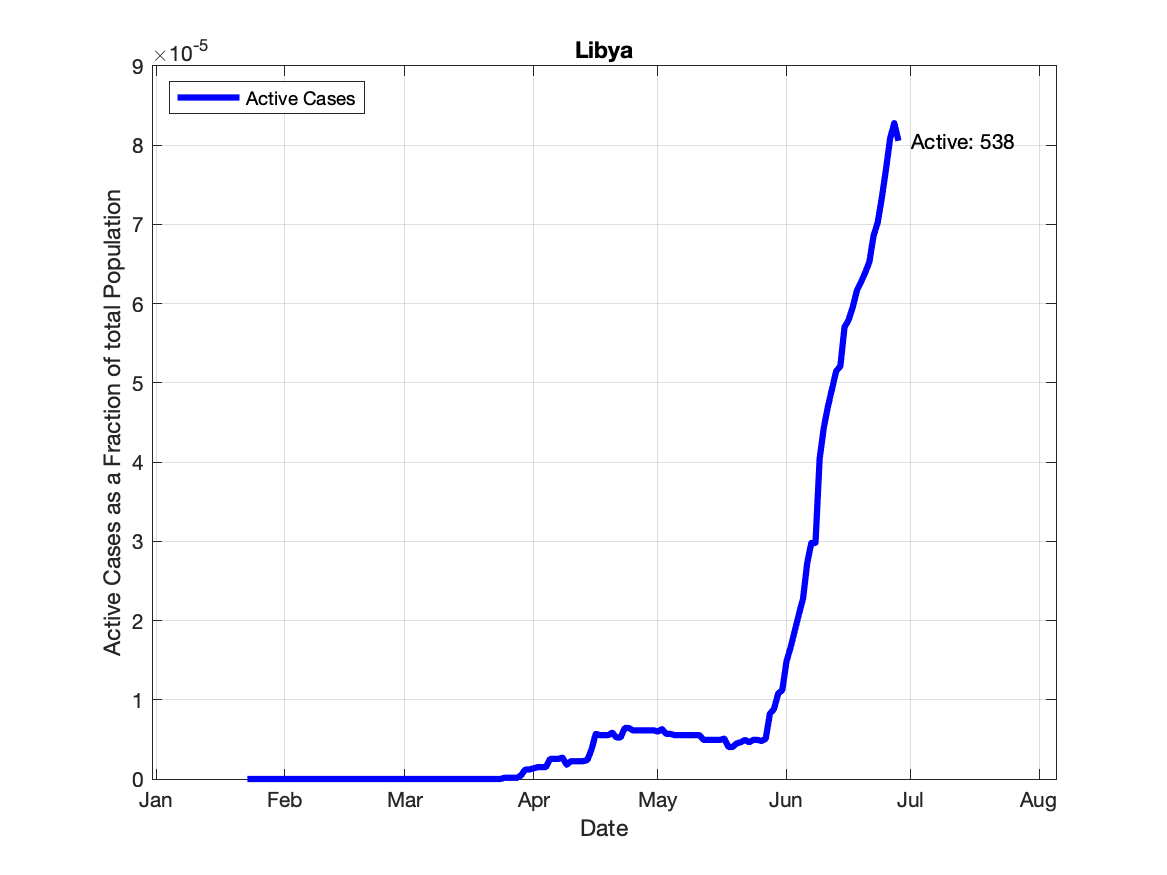 Libya
×10-5
9
8
7
6
5
4
3
2
1
0
Active Cases
Active: 538
Active Cases as a Fraction of total Population
Jan Feb Mar Apr May Jun Jul Aug
Date